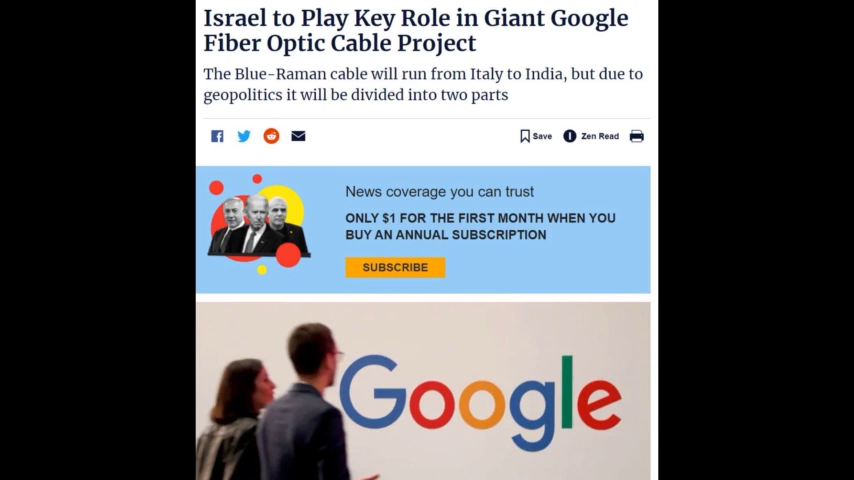 Israel to Play Key Role in Giant Google
Fiber Optic Cable Project
The Blue-Raman cable will run from Italy to India, but due to
geopolitics it will be divided into two parts
Save
Zen Read
News coverage you can trust
ONLY $1 FOR THE FIRST MONTH WHEN YOU
BUY AN ANNUAL SUBSCRIPTION
SUBSCRIBE
Google